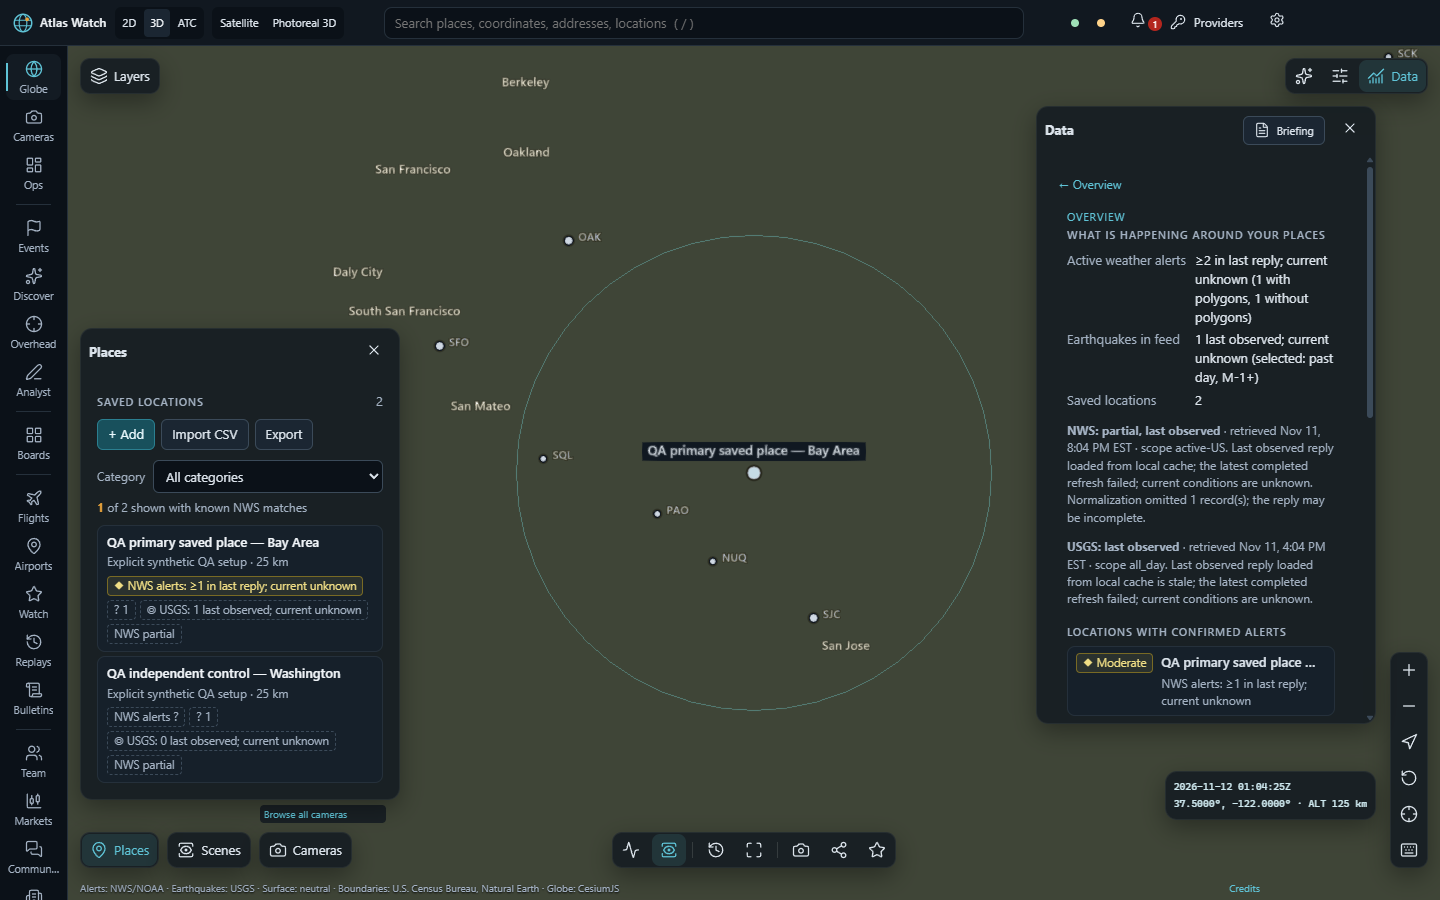 Atlas Watch
2D 3D ATC
Satellite Photoreal 3D
Search places, coordinates, addresses, locations ( / )
1
Providers
Globe
Cameras
Ops
Events
Discover
Overhead
Analyst
Boards
Flights
Airports
Watch
Replays
Bulletins
Team
Markets
Commun...
Layers
Data
SCK
Berkeley
Oakland
San Francisco
OAK
Daly City
South San Francisco
SFO
San Mateo
SQL
QA primary saved place — Bay Area
PAO
NUQ
SJC
San Jose
Places
SAVED LOCATIONS 2
+ Add Import CSV Export
Category All categories
1 of 2 shown with known NWS matches
QA primary saved place — Bay Area
Explicit synthetic QA setup · 25 km
◆ NWS alerts: ≥1 in last reply; current unknown
? 1 ◎ USGS: 1 last observed; current unknown
NWS partial
QA independent control — Washington
Explicit synthetic QA setup · 25 km
NWS alerts ? ? 1
◎ USGS: 0 last observed; current unknown
NWS partial
Browse all cameras
Places Scenes Cameras
Data
Briefing
← Overview
OVERVIEW
WHAT IS HAPPENING AROUND YOUR PLACES
Active weather alerts ≥2 in last reply; current
unknown (1 with
polygons, 1 without
polygons)
Earthquakes in feed 1 last observed; current
unknown (selected: past
day, M-1+)
Saved locations 2
NWS: partial, last observed · retrieved Nov 11,
8:04 PM EST · scope active-US. Last observed reply
loaded from local cache; the latest completed
refresh failed; current conditions are unknown.
Normalization omitted 1 record(s); the reply may
be incomplete.
USGS: last observed · retrieved Nov 11, 4:04 PM
EST · scope all_day. Last observed reply loaded
from local cache is stale; the latest completed
refresh failed; current conditions are unknown.
LOCATIONS WITH CONFIRMED ALERTS
◆ Moderate QA primary saved place ...
NWS alerts: ≥1 in last reply;
current unknown
2026-11-12 01:04:25Z
37.5000°, -122.0000° · ALT 125 km
Alerts: NWS/NOAA · Earthquakes: USGS · Surface: neutral · Boundaries: U.S. Census Bureau, Natural Earth · Globe: CesiumJS
Credits